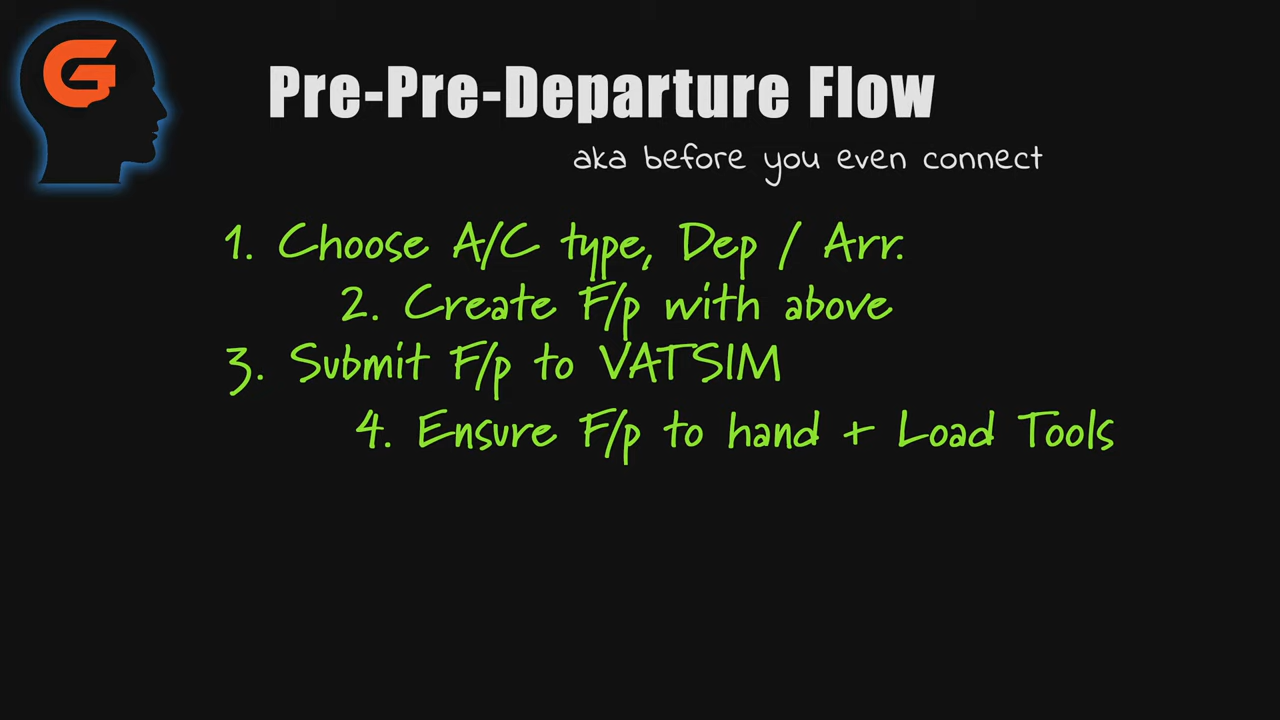 G
Pre-Pre-Departure Flow
aka before you even connect
1. Choose A/C type, Dep / Arr.
2. Create F/p with above
3. Submit F/p to VATSIM
4. Ensure F/p to hand + Load Tools